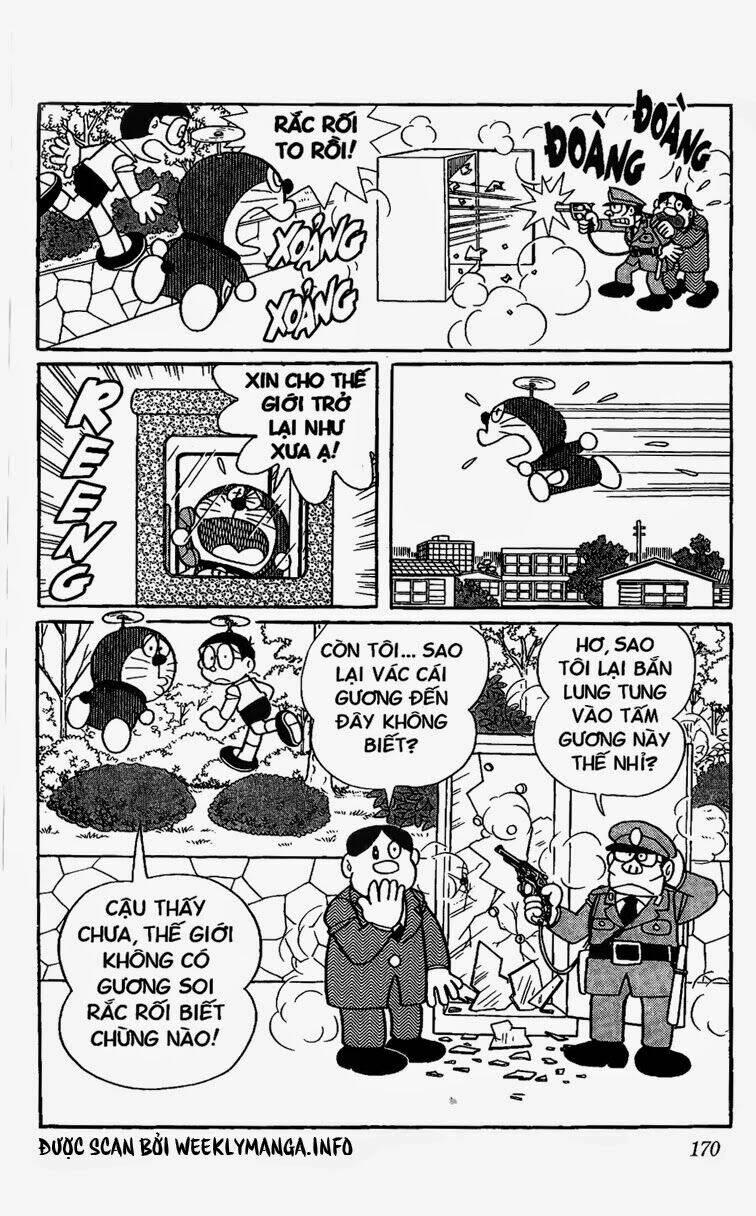 RẮC RỐI
TO RỒI!
XOẢNG
XOẢNG
ĐOÀNG
ĐOÀNG
REENG
XIN CHO THẾ
GIỚI TRỞ
LẠI NHƯ
XƯA Ạ!
CÒN TÔI... SAO
LẠI VÁC CÁI
GƯƠNG ĐẾN
ĐÂY KHÔNG
BIẾT?
HƠ, SAO
TÔI LẠI BẮN
LUNG TUNG
VÀO TẤM
GƯƠNG NÀY
THẾ NHỈ?
CẬU THẤY
CHƯA, THẾ GIỚI
KHÔNG CÓ
GƯƠNG SOI
RẮC RỐI BIẾT
CHỪNG NÀO!
ĐƯỢC SCAN BỞI WEEKLYMANGA.INFO
170